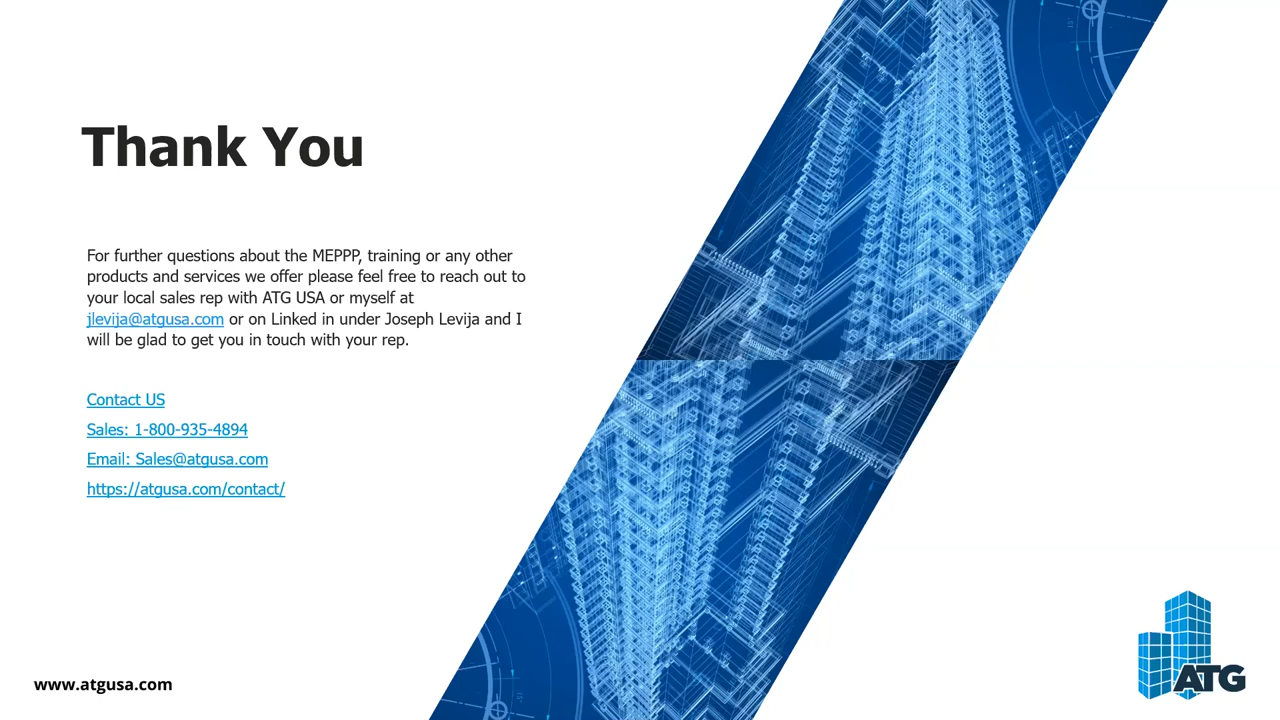 Thank You
For further questions about the MEPPP, training or any other
products and services we offer please feel free to reach out to
your local sales rep with ATG USA or myself at
jlevija@atgusa.com or on Linked in under Joseph Levija and I
will be glad to get you in touch with your rep.
Contact US
Sales: 1-800-935-4894
Email: Sales@atgusa.com
https://atgusa.com/contact/
www.atgusa.com
ATG